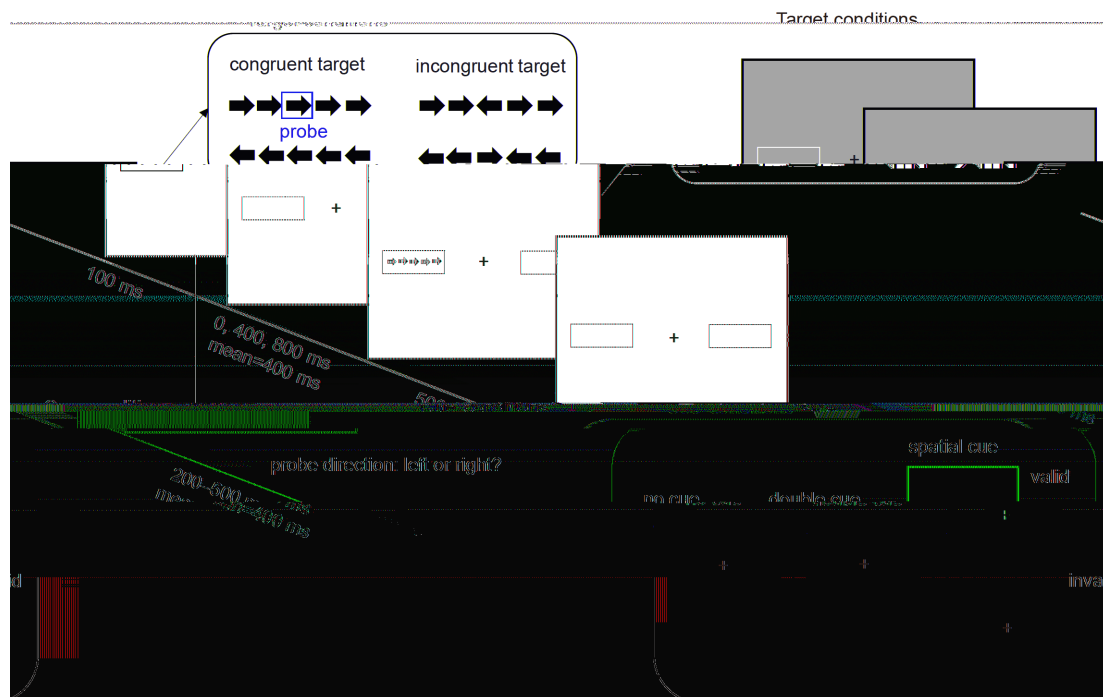 Target conditions
congruent target
incongruent target
probe
100 ms
0, 400, 800 ms
mean=400 ms
probe direction: left or right?
spatial cue
valid
no cue
double cue